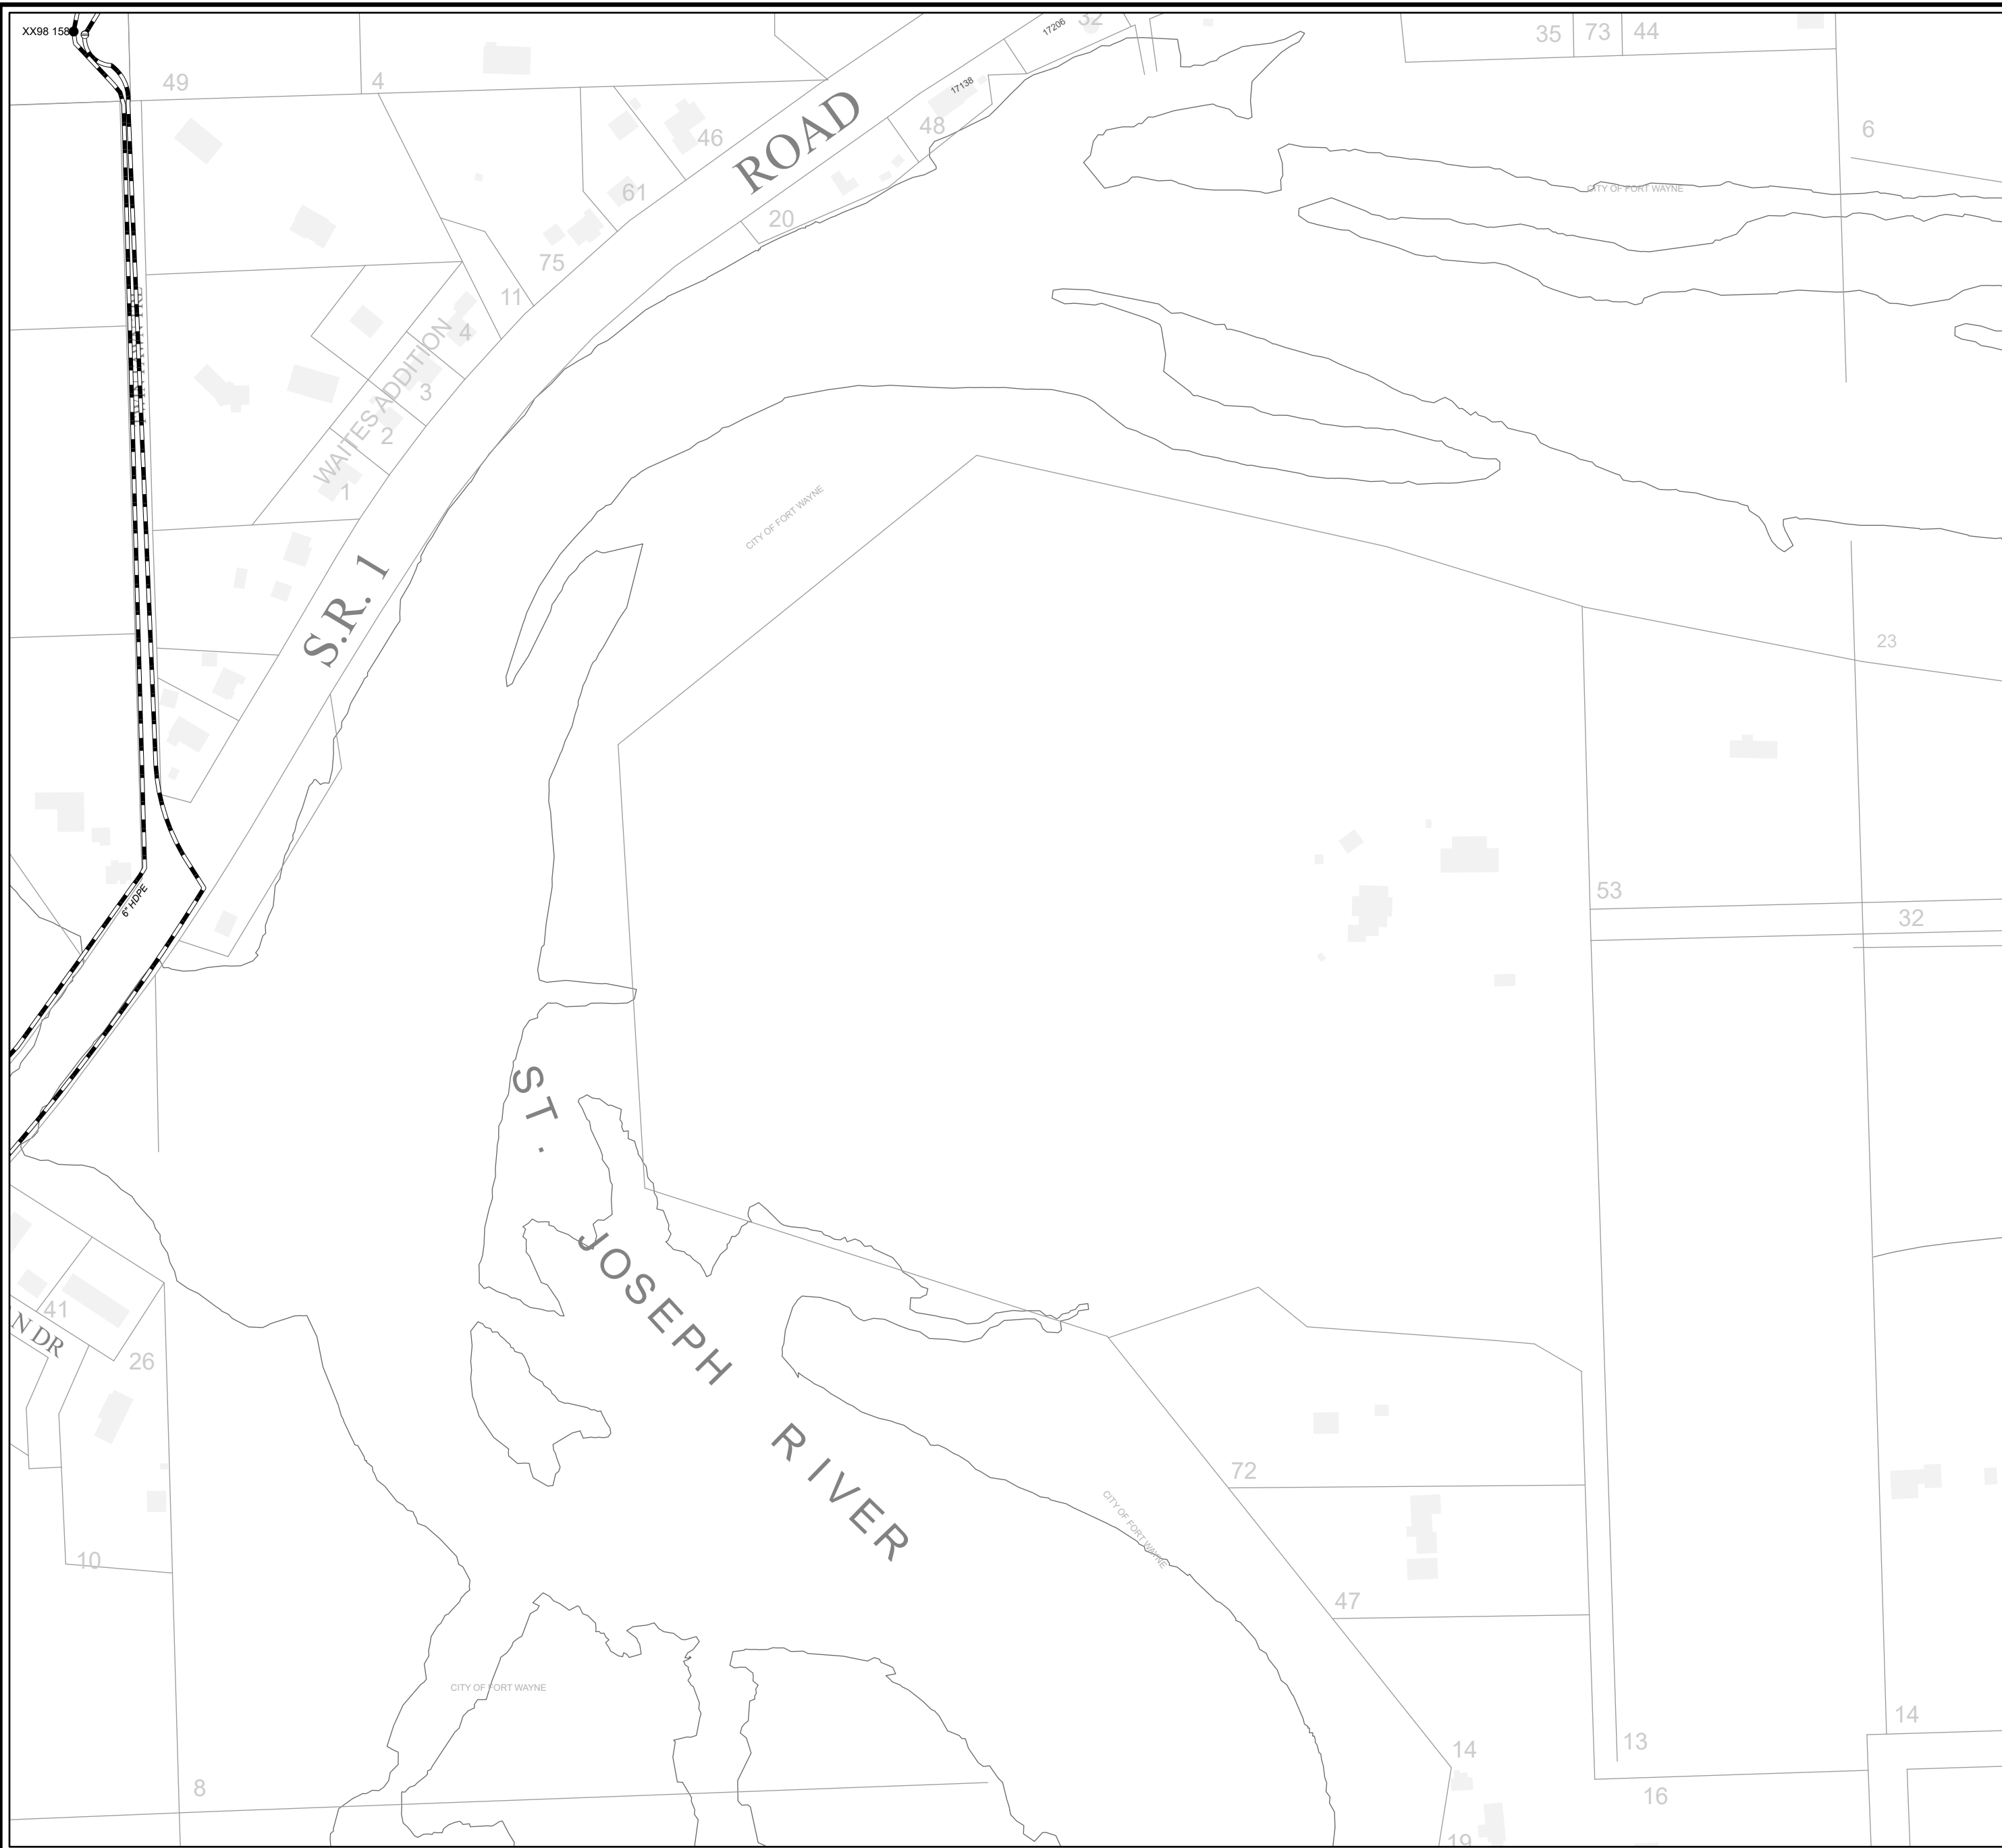 XX98 158
17206
32
35
73
44
49
4
17138
48
46
ROAD
6
CITY OF FORT WAYNE
61
20
75
11
4
3
WAITES ADDITION
2
1
CITY OF FORT WAYNE
S.R. 1
23
53
6" HDPE
32
ST.
JOSEPH
RIVER
41
N DR
26
72
CITY OF FORT WAYNE
10
47
CITY OF FORT WAYNE
14
13
14
8
16
19